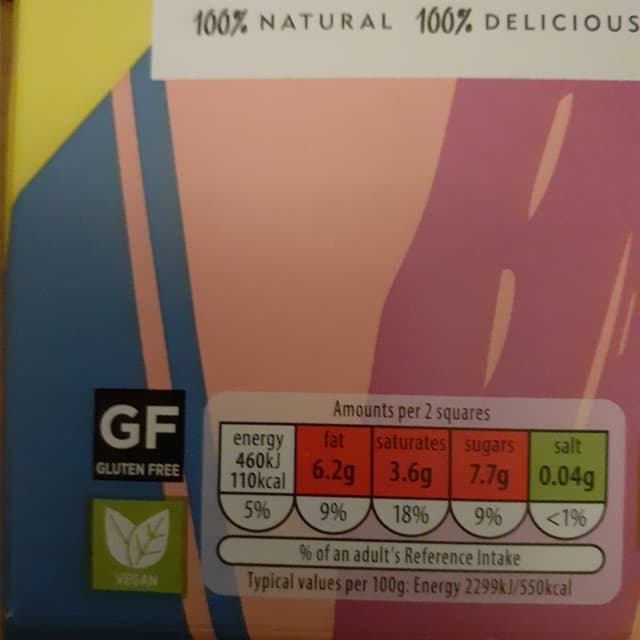 100% NATURAL 100% DELICIOUS
GF
GLUTEN FREE
VEGAN
Amounts per 2 squares
energy 460kJ 110kcal 5%
fat 6.2g 9%
saturates 3.6g 18%
sugars 7.7g 9%
salt 0.04g <1%
% of an adult's Reference Intake
Typical values per 100g: Energy 2299kJ/550kcal